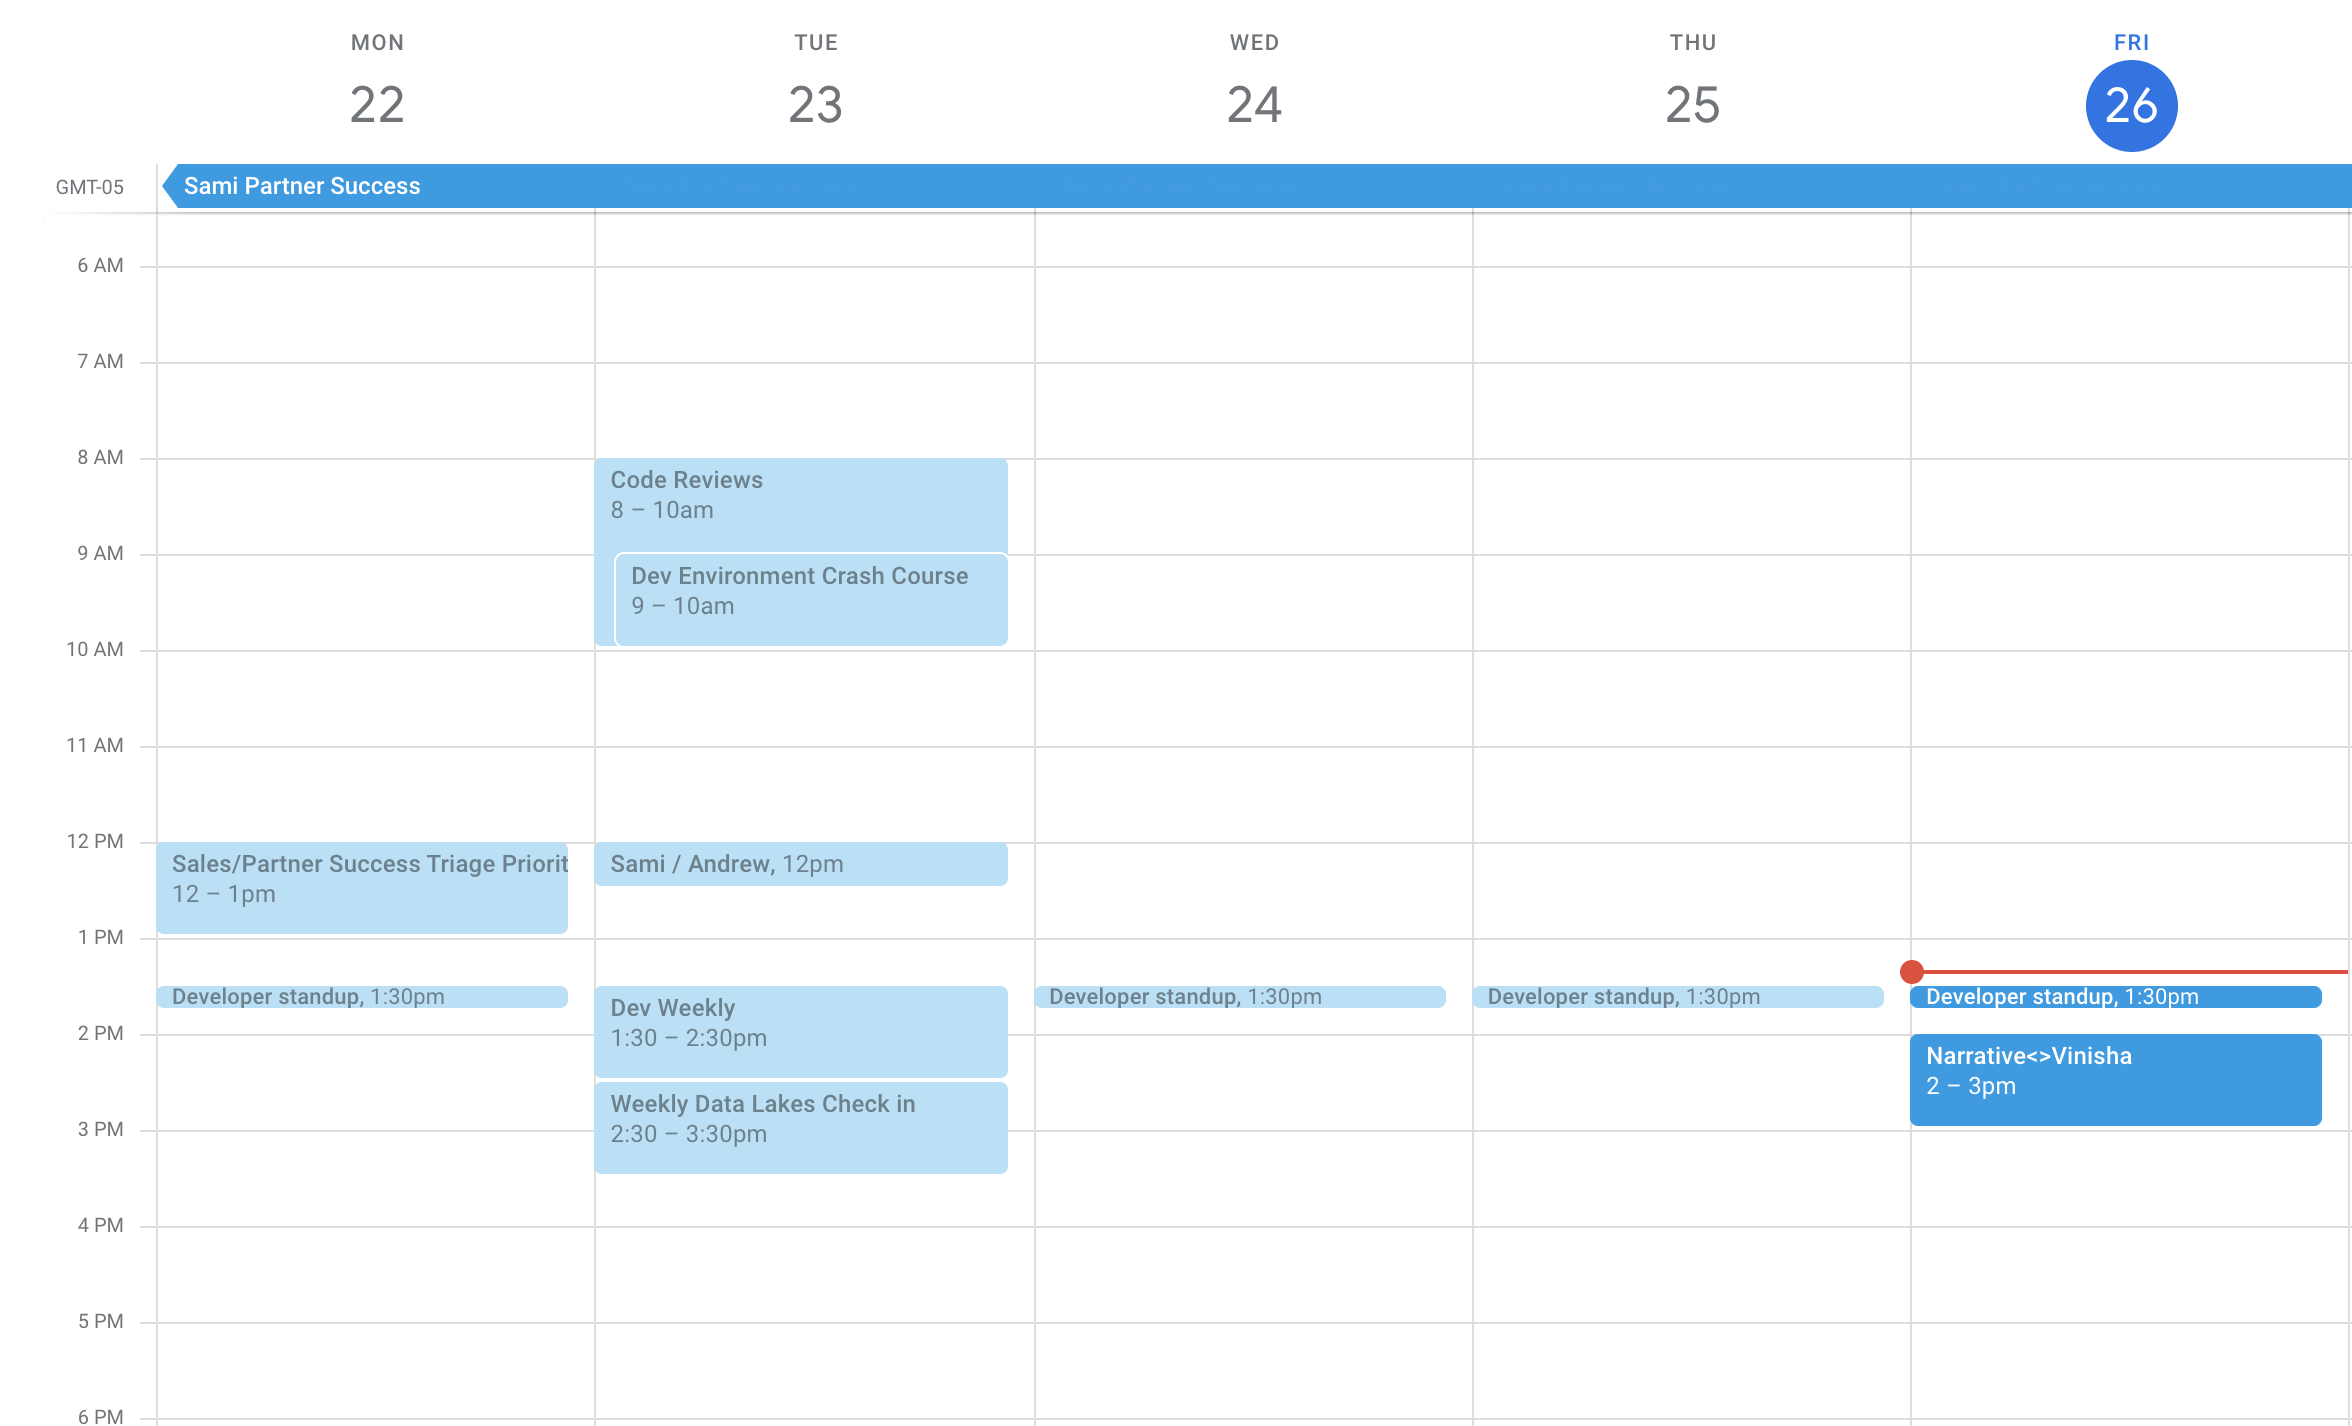 MON
TUE
WED
THU
FRI
22
23
24
25
26
GMT-05
Sami Partner Success
6 AM
7 AM
8 AM
Code Reviews
8 – 10am
9 AM
Dev Environment Crash Course
9 – 10am
10 AM
11 AM
12 PM
Sales/Partner Success Triage Priorit
12 – 1pm
Sami / Andrew, 12pm
1 PM
Developer standup, 1:30pm
Dev Weekly
1:30 – 2:30pm
Developer standup, 1:30pm
Developer standup, 1:30pm
Developer standup, 1:30pm
2 PM
Narrative<>Vinisha
2 – 3pm
Weekly Data Lakes Check in
2:30 – 3:30pm
3 PM
4 PM
5 PM
6 PM